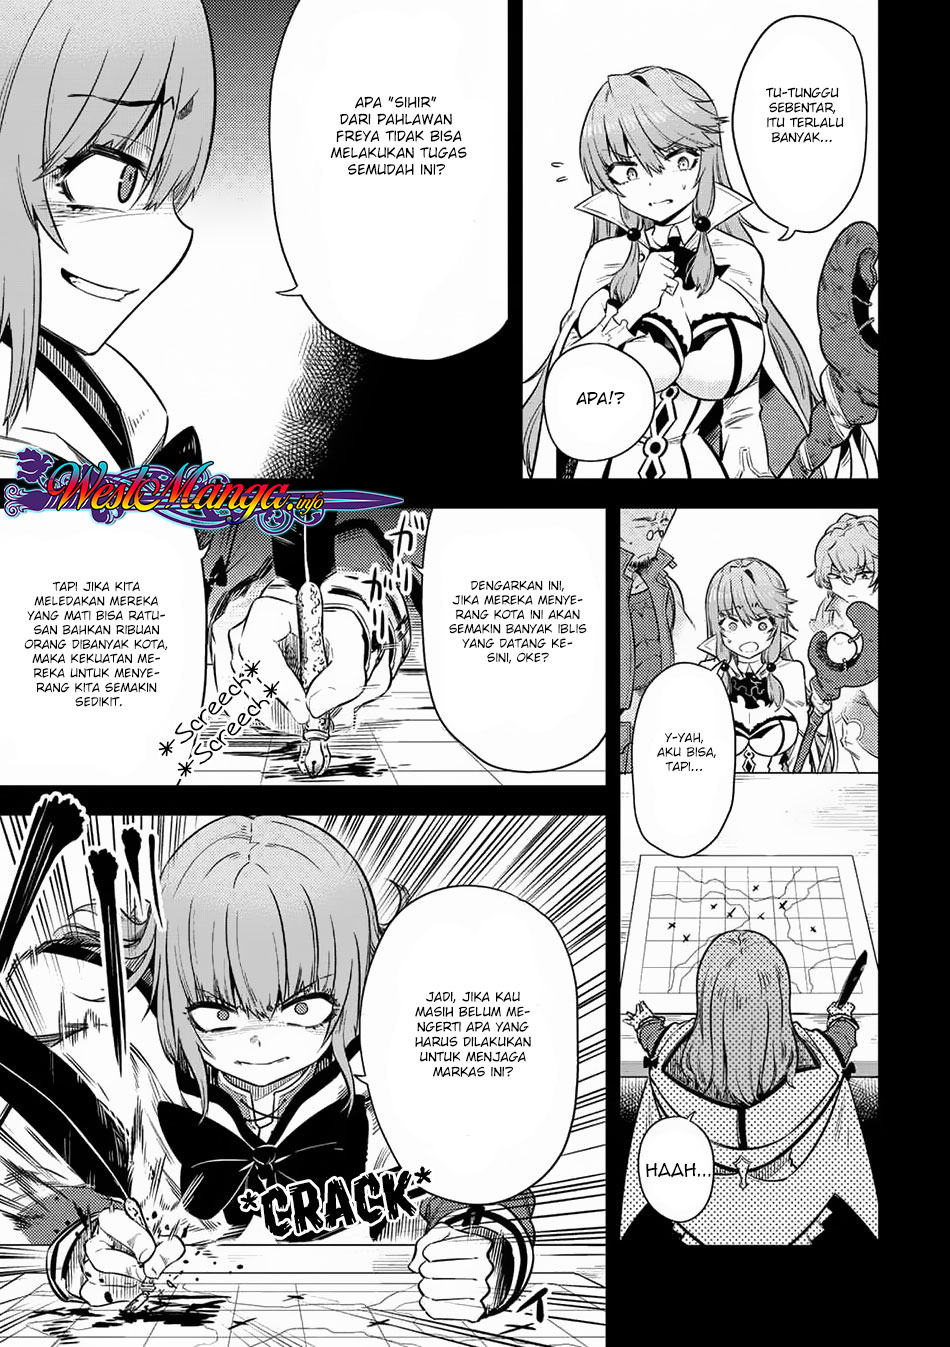 TU-TUNGGU
SEBENTAR,
ITU TERLALU
BANYAK...
APA!?
APA "SIHIR"
DARI PAHLAWAN
FREYA TIDAK BISA
MELAKUKAN TUGAS
SEMUDAH INI?
WestManga.info
Y-YAH,
AKU BISA,
TAPI...
HAAH...
DENGARKAN INI,
JIKA MEREKA MENYE-
RANG KOTA INI AKAN
SEMAKIN BANYAK IBLIS
YANG DATANG KE-
SINI, OKE?
ガガ
*Screech*
*Screech*
TAPI JIKA KITA
MELEDAKAN MEREKA
YANG MATI BISA RATU-
SAN BAHKAN RIBUAN
ORANG DIBANYAK KOTA,
MAKA KEKUATAN ME-
REKA UNTUK MENYE-
RANG KITA SEMAKIN
SEDIKIT.
JADI, JIKA KAU
MASIH BELUM ME-
NGERTI APA YANG
HARUS DILAKUKAN
UNTUK MENJAGA
MARKAS INI?
*CRACK-*